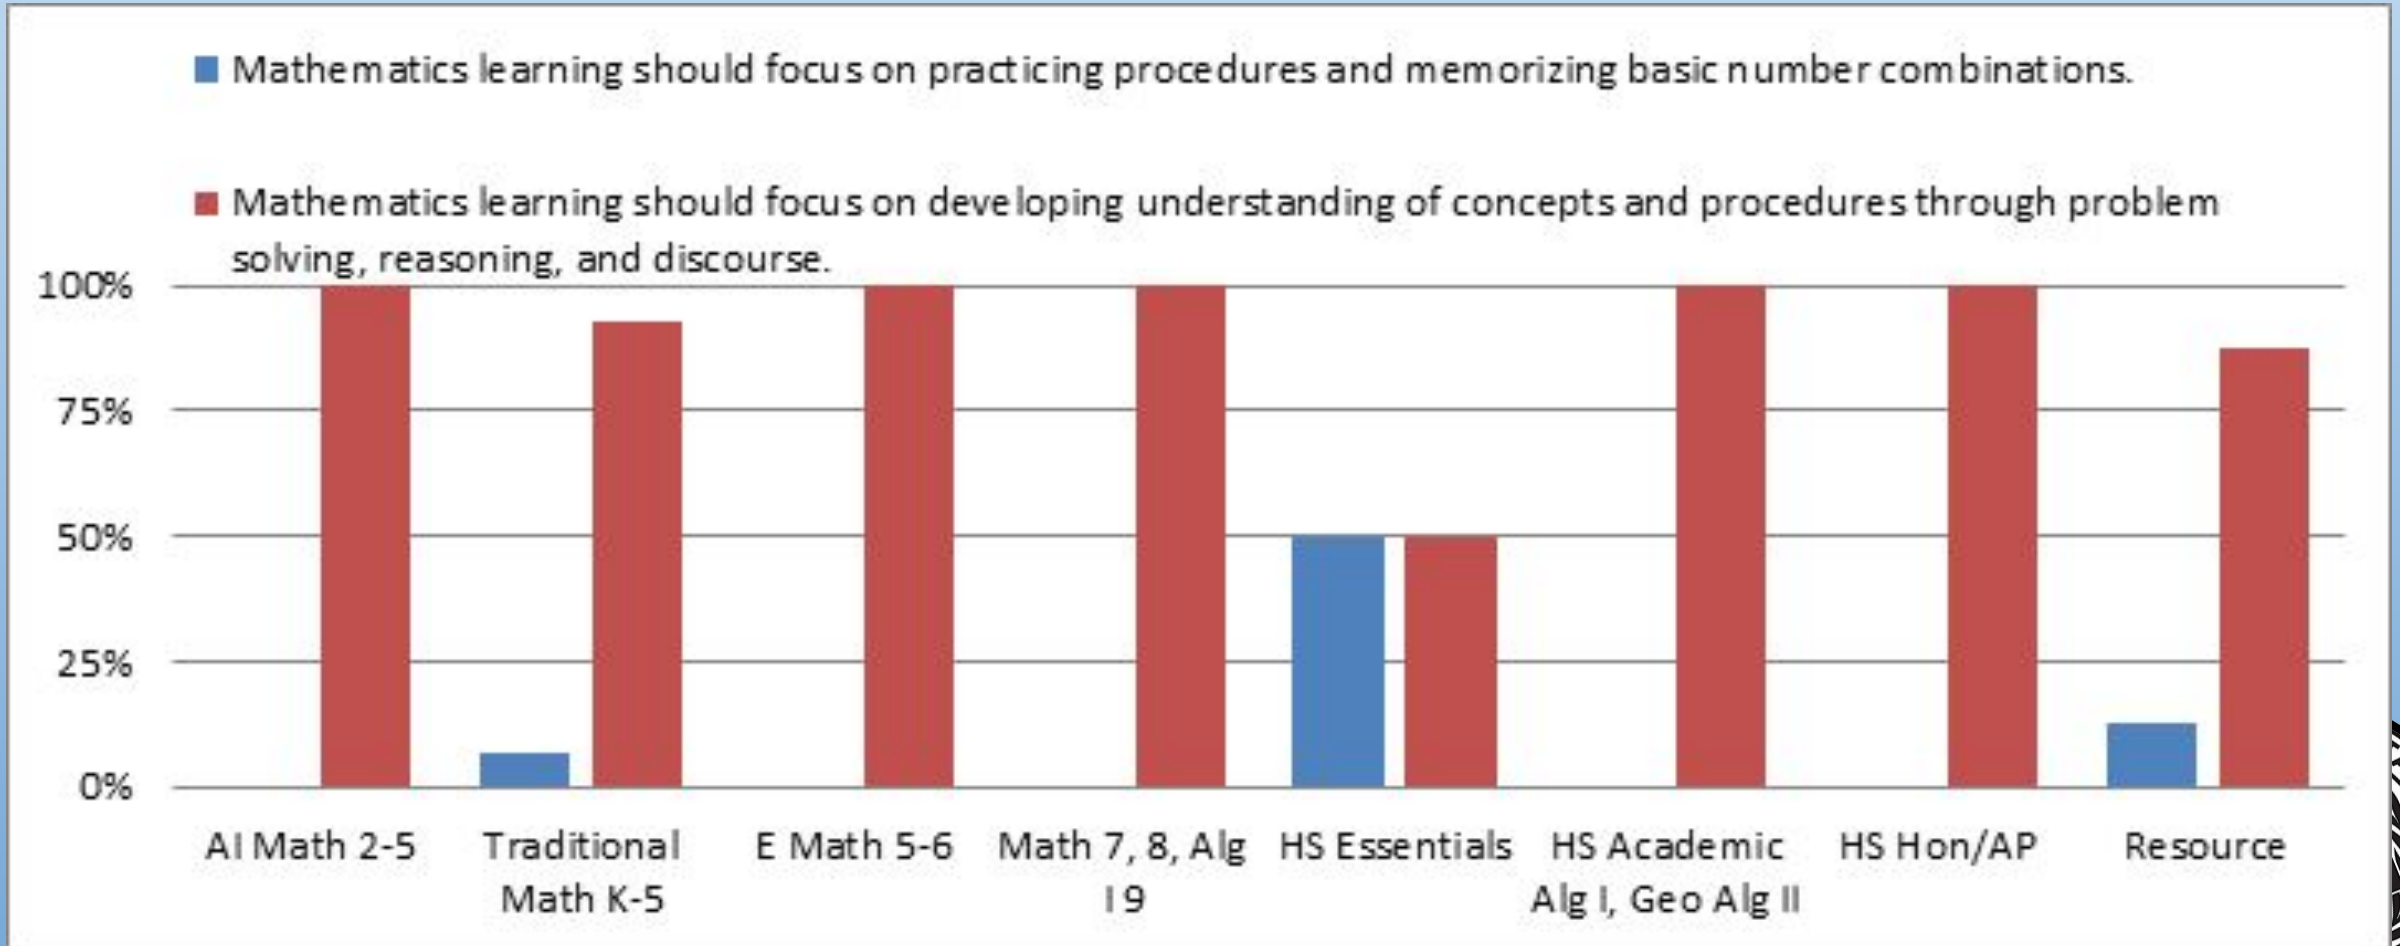 Mathematics learning should focus on practicing procedures and memorizing basic number combinations.
Mathematics learning should focus on developing understanding of concepts and procedures through problem
solving, reasoning, and discourse.
100%
75%
50%
25%
0%
AI Math 2-5
Traditional
Math K-5
E Math 5-6
Math 7, 8, Alg
I 9
HS Essentials
HS Academic
Alg I, Geo Alg II
HS Hon/AP
Resource